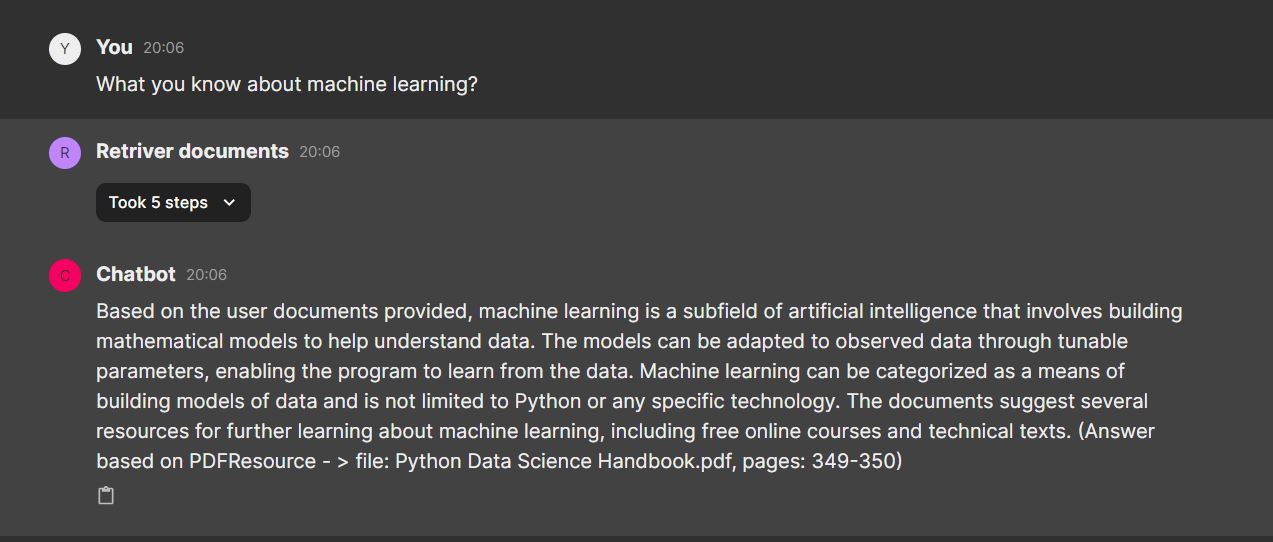 Y You 20:06
What you know about machine learning?
R Retriver documents 20:06
Took 5 steps
C Chatbot 20:06
Based on the user documents provided, machine learning is a subfield of artificial intelligence that involves building
mathematical models to help understand data. The models can be adapted to observed data through tunable
parameters, enabling the program to learn from the data. Machine learning can be categorized as a means of
building models of data and is not limited to Python or any specific technology. The documents suggest several
resources for further learning about machine learning, including free online courses and technical texts. (Answer
based on PDFResource - > file: Python Data Science Handbook.pdf, pages: 349-350)